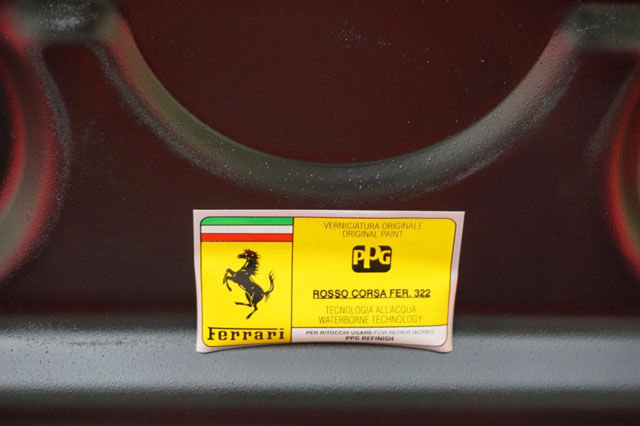 Ferrari
VERNICIATURA ORIGINALE
ORIGINAL PAINT
PPG
ROSSO CORSA FER. 322
TECNOLOGIA ALL'ACQUA
WATERBORNE TECHNOLOGY
PER RITOCCHI USARE/FOR REPAIR WORKS
PPG REFINISH